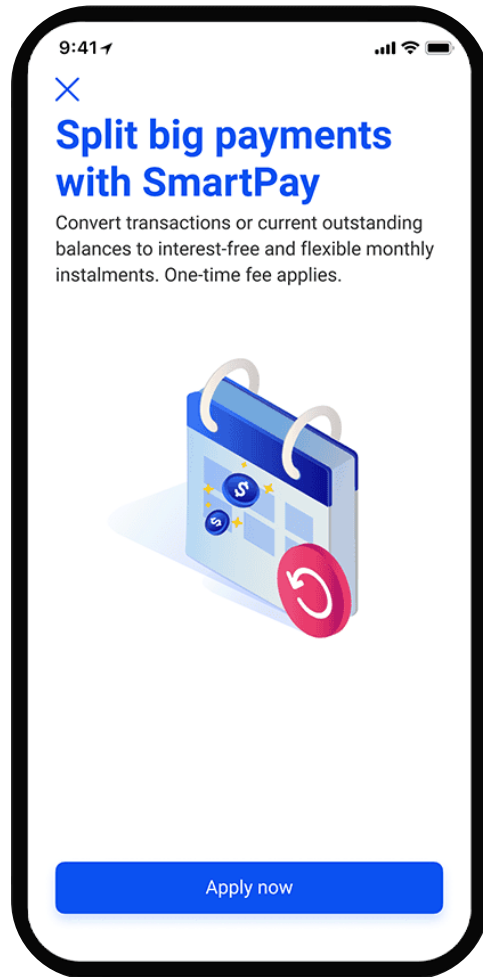 9:41
Split big payments
with SmartPay
Convert transactions or current outstanding
balances to interest-free and flexible monthly
instalments. One-time fee applies.
$
$
Apply now